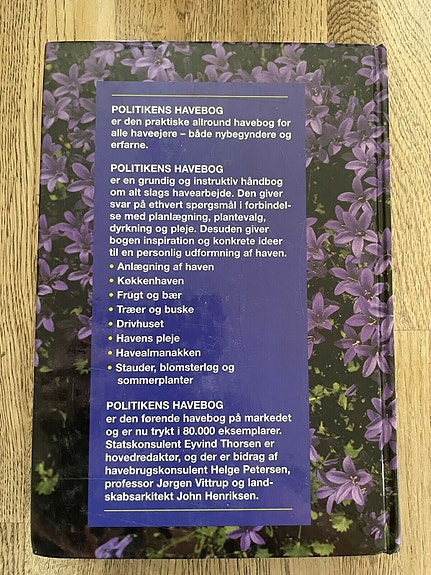 POLITIKENS HAVEBOG
er den praktiske allround havebog for
alle haveejere – både nybegyndere og
erfarne.
POLITIKENS HAVEBOG
er en grundig og instruktiv håndbog
om alt slags havearbejde. Den giver
svar på ethvert spørgsmål i forbindel-
se med planlægning, plantevalg,
dyrkning og pleje. Desuden giver
bogen inspiration og konkrete ideer
til en personlig udformning af haven.
• Anlægning af haven
• Køkkenhaven
• Frugt og bær
• Træer og buske
• Drivhuset
• Havens pleje
• Havealmanakken
• Stauder, blomsterløg og
sommerplanter
POLITIKENS HAVEBOG
er den førende havebog på markedet
og er nu trykt i 80.000 eksemplarer.
Statskonsulent Eyvind Thorsen er
hovedredaktør, og der er bidrag af
havebrugskonsulent Helge Petersen,
professor Jørgen Vittrup og land-
skabsarkitekt John Henriksen.